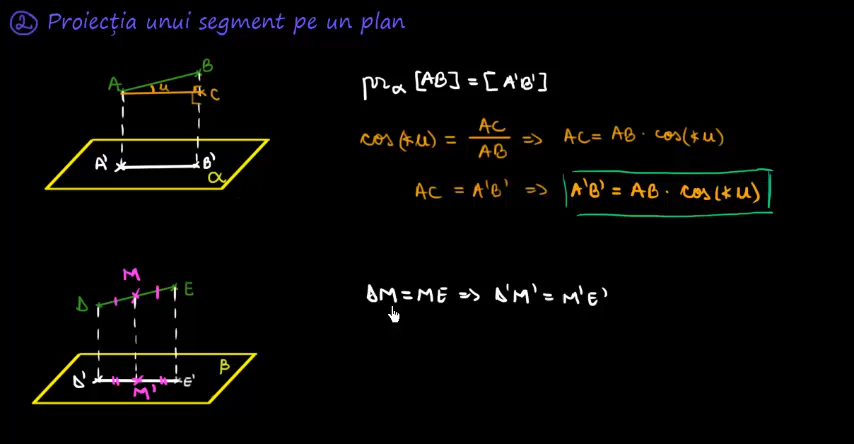 ② Proiecția unui segment pe un plan
A u B C
A' B' α
pr α [AB] = [A'B']
cos(∢u) = AC/AB => AC = AB · cos(∢u)
AC = A'B' => A'B' = AB · cos(∢u)
D M E
D' M' E' β
DM = ME => D'M' = M'E'